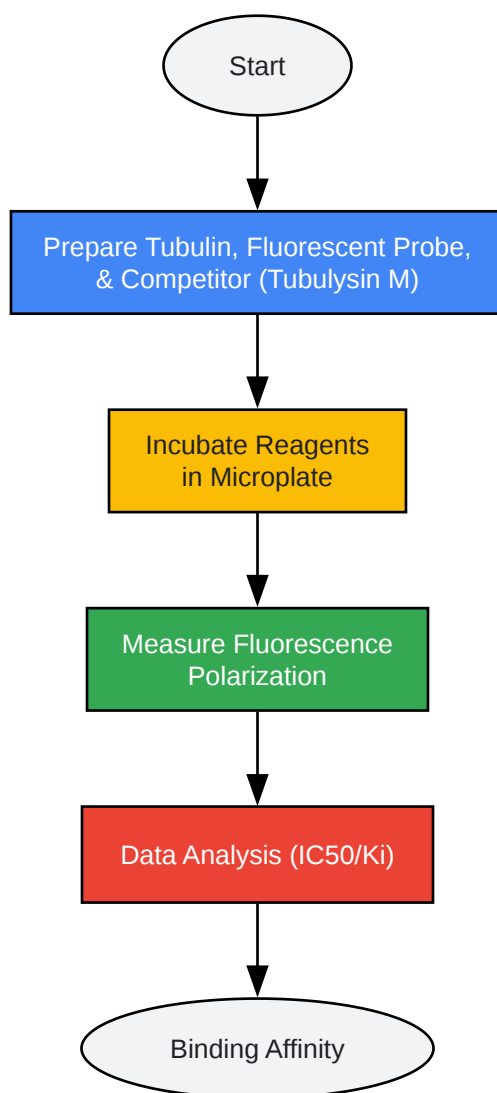 Start
Prepare Tubulin, Fluorescent Probe,
& Competitor (Tubulysin M)
Incubate Reagents
in Microplate
Measure Fluorescence
Polarization
Data Analysis (IC50/Ki)
Binding Affinity